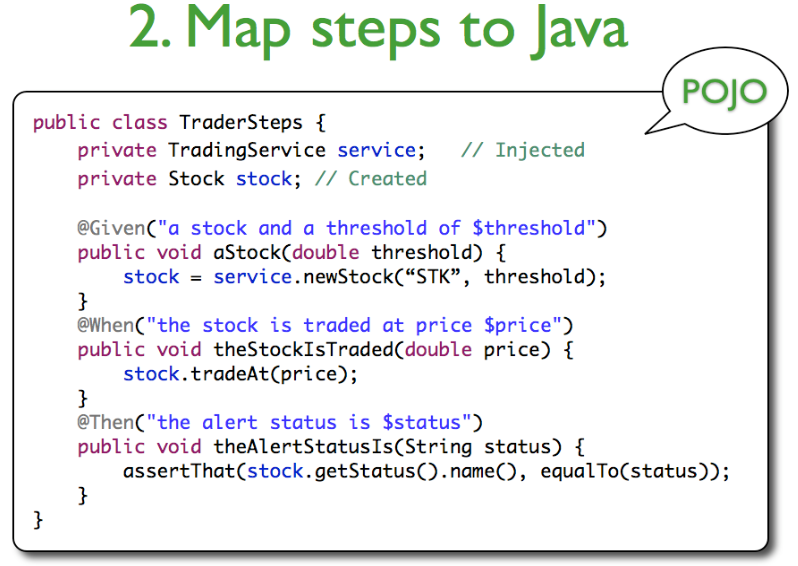 2. Map steps to Java
POJO
public class TraderSteps {
    private TradingService service;   // Injected
    private Stock stock; // Created

    @Given("a stock and a threshold of $threshold")
    public void aStock(double threshold) {
        stock = service.newStock(“STK”, threshold);
    }
    @When("the stock is traded at price $price")
    public void theStockIsTraded(double price) {
        stock.tradeAt(price);
    }
    @Then("the alert status is $status")
    public void theAlertStatusIs(String status) {
        assertThat(stock.getStatus().name(), equalTo(status));
    }
}